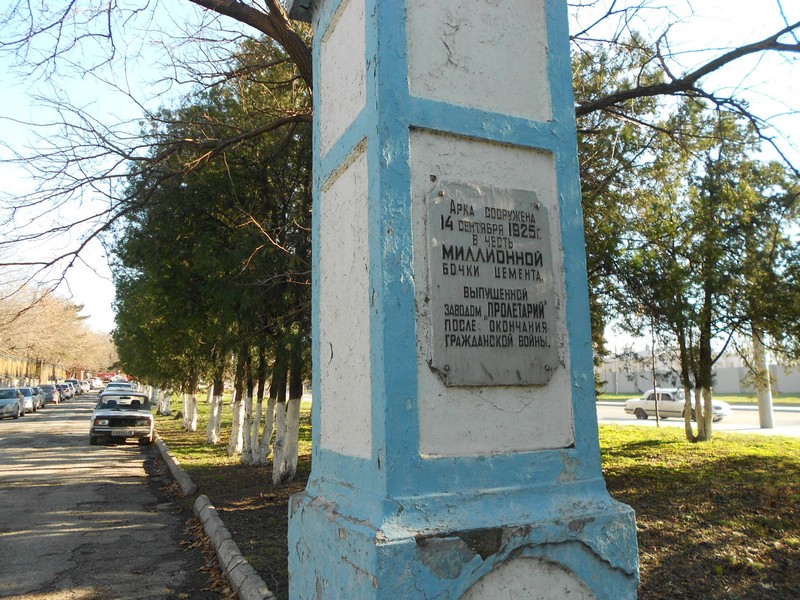 Арка сооружена
14 сентября 1925г.
в честь
миллионной
бочки цемента,
выпущенной
заводом „Пролетарий"
после окончания
гражданской войны.